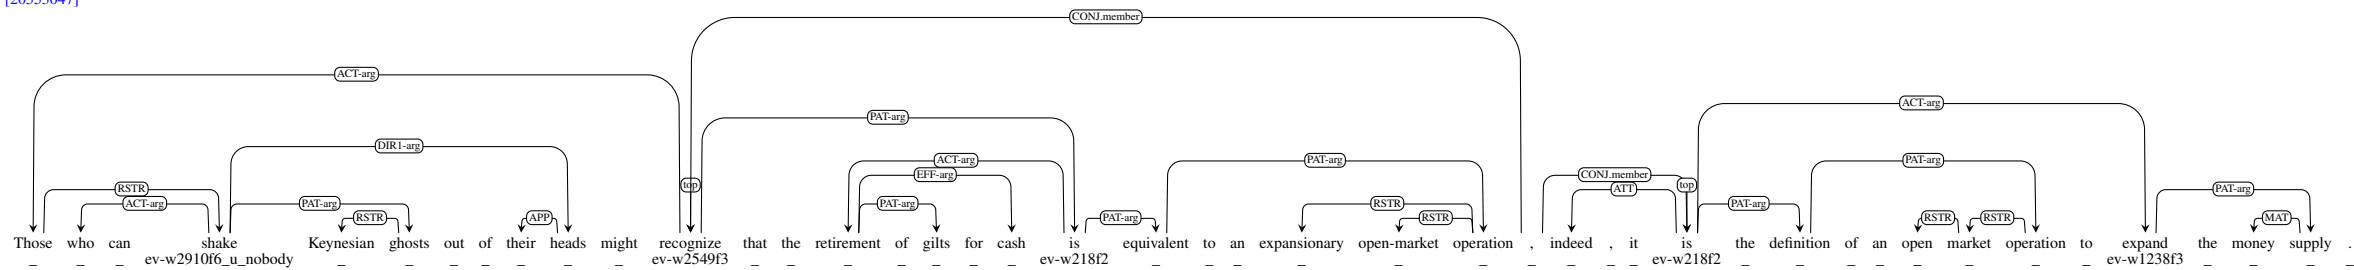 CONJ.member
ACT-arg
ACT-arg
PAT-arg
DIR1-arg
ACT-arg PAT-arg PAT-arg
EFF-arg CONJ.member
RSTR top ATT top PAT-arg
ACT-arg PAT-arg PAT-arg RSTR PAT-arg
RSTR APP PAT-arg RSTR RSTR RSTR MAT
Those who can shake Keynesian ghosts out of their heads might recognize that the retirement of gilts for cash is equivalent to an expansionary open-market operation , indeed , it is the definition of an open market operation to expand the money supply .
_ _ _ ev-w2910f6_u_nobody _ _ _ _ _ _ _ ev-w2549f3 _ _ _ _ _ _ _ ev-w218f2 _ _ _ _ _ _ _ _ _ _ ev-w218f2 _ _ _ _ _ _ _ _ ev-w1238f3 _ _ _ _